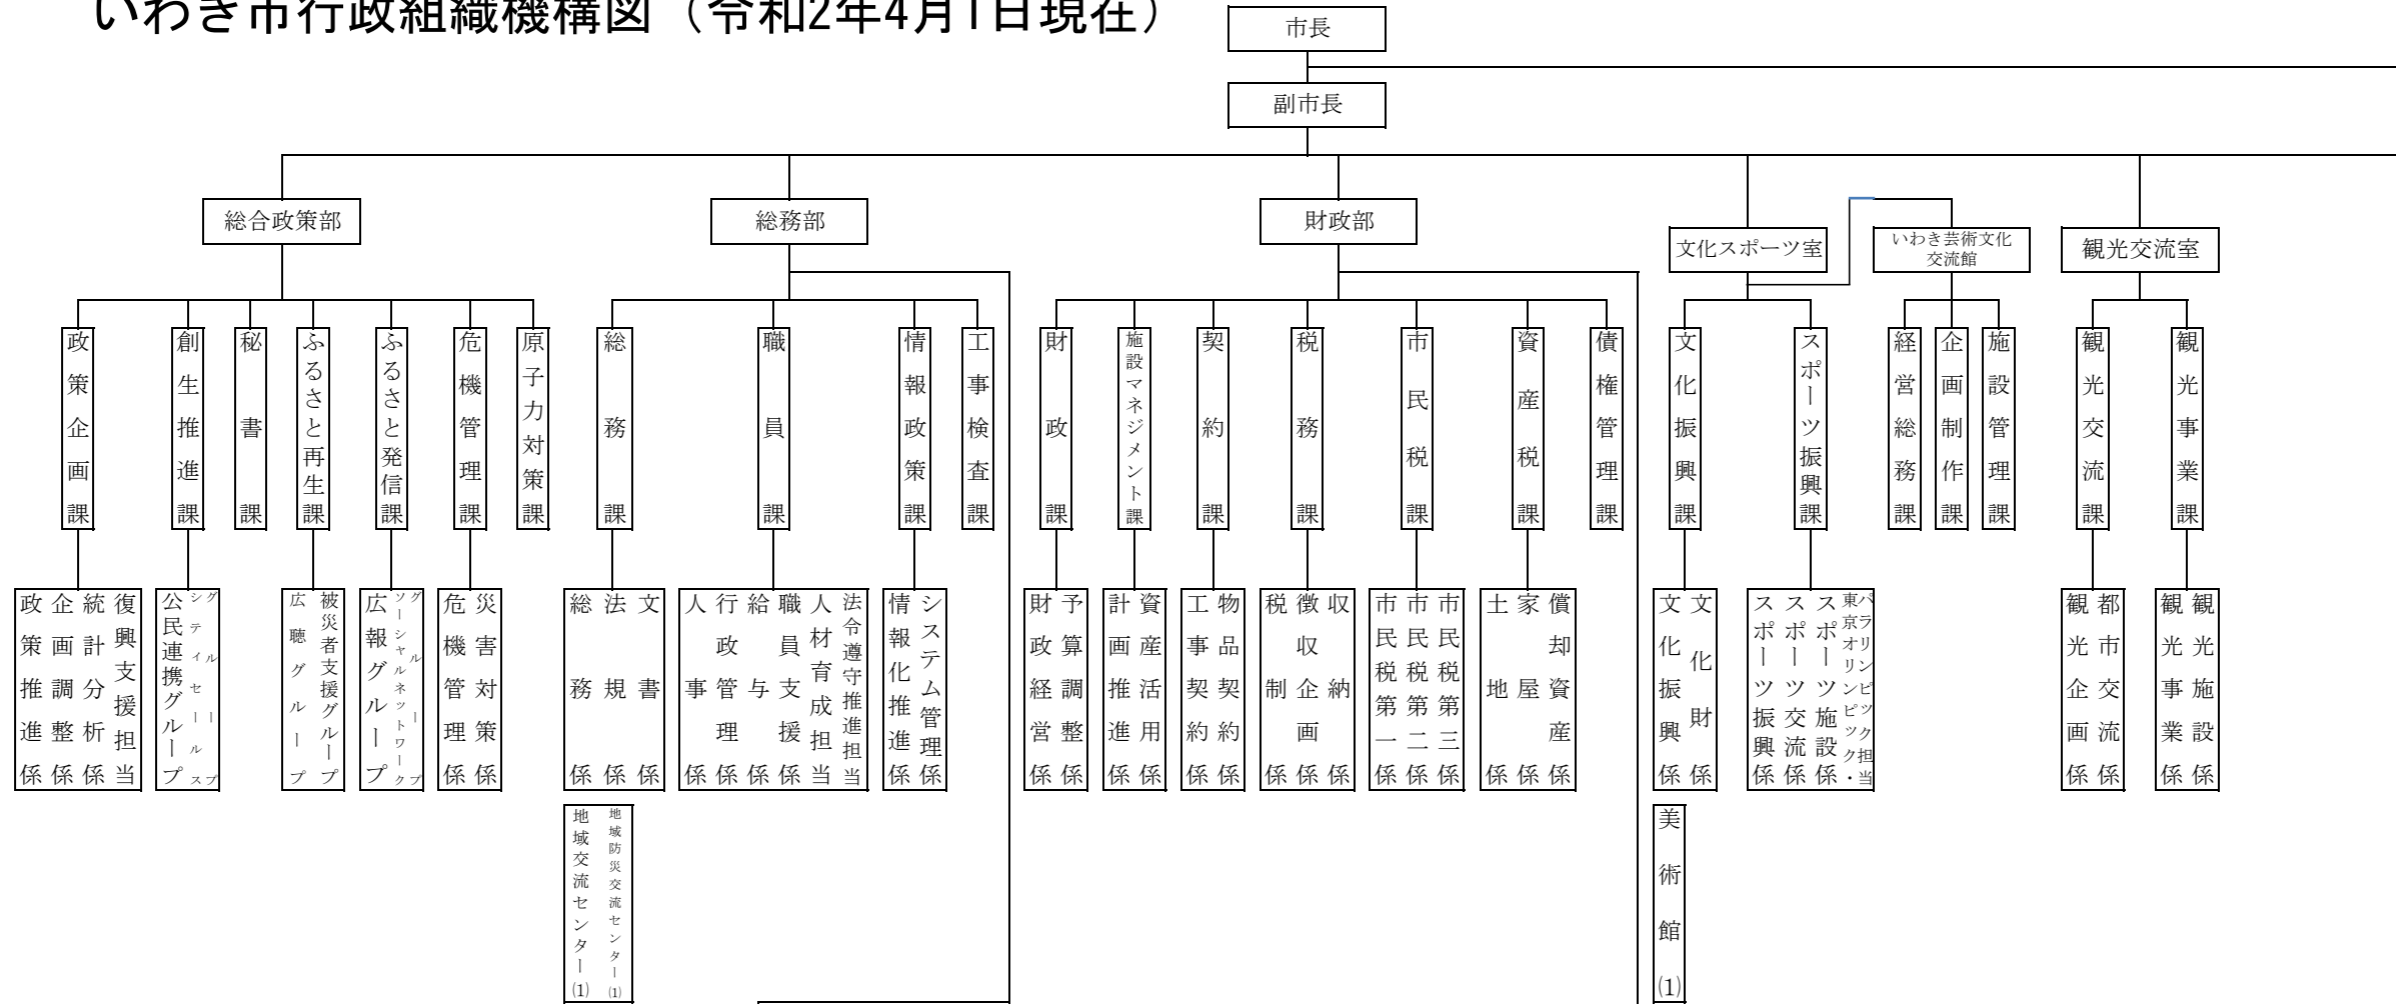 いわき市行政組織機構図（令和2年4月1日現在）
市長
副市長
総合政策部
総務部
財政部
文化スポーツ室
いわき芸術文化
交流館
観光交流室
政策企画課
創生推進課
秘書課
ふるさと再生課
ふるさと発信課
危機管理課
原子力対策課
総務課
職員課
情報政策課
工事検査課
財政課
施設マネジメント課
契約課
税務課
市民税課
資産税課
債権管理課
文化振興課
スポーツ振興課
経営総務課
企画制作課
施設管理課
観光交流課
観光事業課
政策推進係
企画調整係
統計分析係
復興支援担当
公民連携グループ
シティセールス
グループ
広聴グループ
被災者支援グループ
広報グループ
ソーシャルネットワーク
グループ
危機管理係
災害対策係
総務係
法規係
文書係
人事係
行政管理係
給与係
職員支援係
人材育成担当
法令遵守推進担当
情報化推進係
システム管理係
財政経営係
予算調整係
計画推進係
資産活用係
工事契約係
物品契約係
税制係
徴収企画係
収納係
市民税第一係
市民税第二係
市民税第三係
土地係
家屋係
償却資産係
文化振興係
文化財係
スポーツ振興係
スポーツ交流係
スポーツ施設係
東京オリンピック・
パラリンピック担当
観光企画係
都市交流係
観光事業係
観光施設係
地域交流センター(1)
地域防災交流センター(1)
美術館(1)